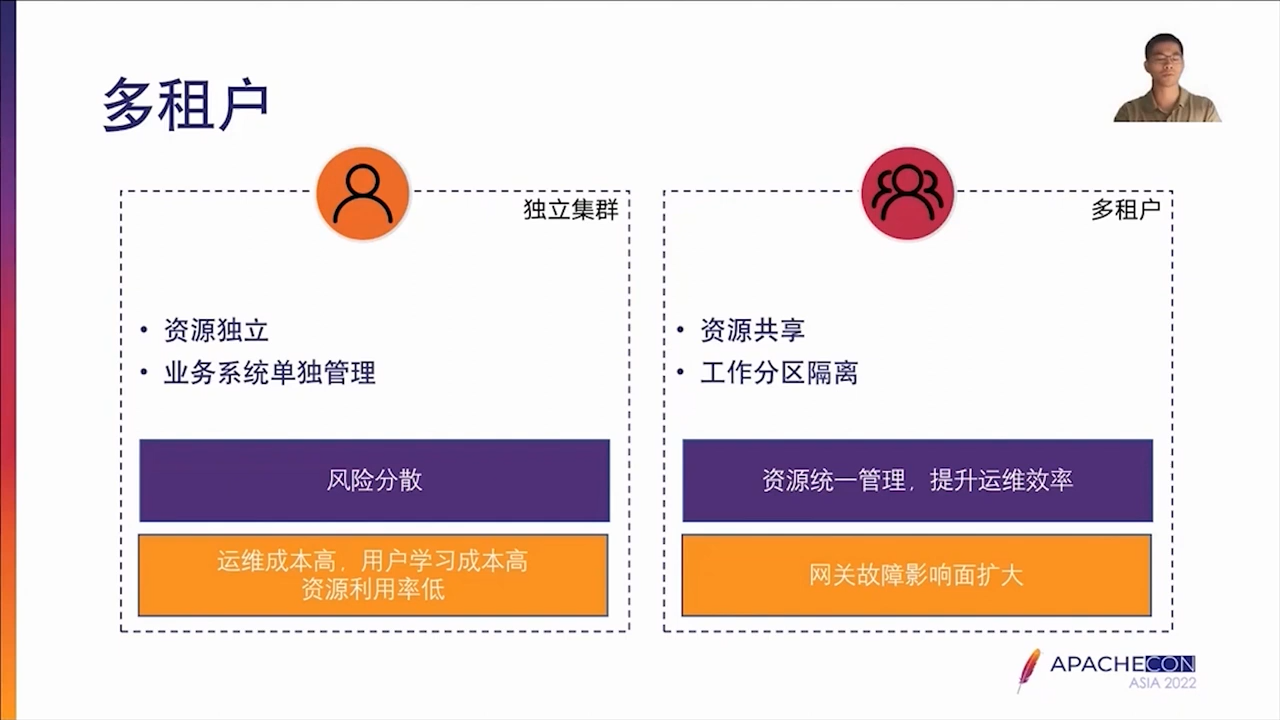 多租户
独立集群
• 资源独立
• 业务系统单独管理
风险分散
运维成本高，用户学习成本高
资源利用率低
多租户
• 资源共享
• 工作分区隔离
资源统一管理，提升运维效率
网关故障影响面扩大
APACHECON
ASIA 2022